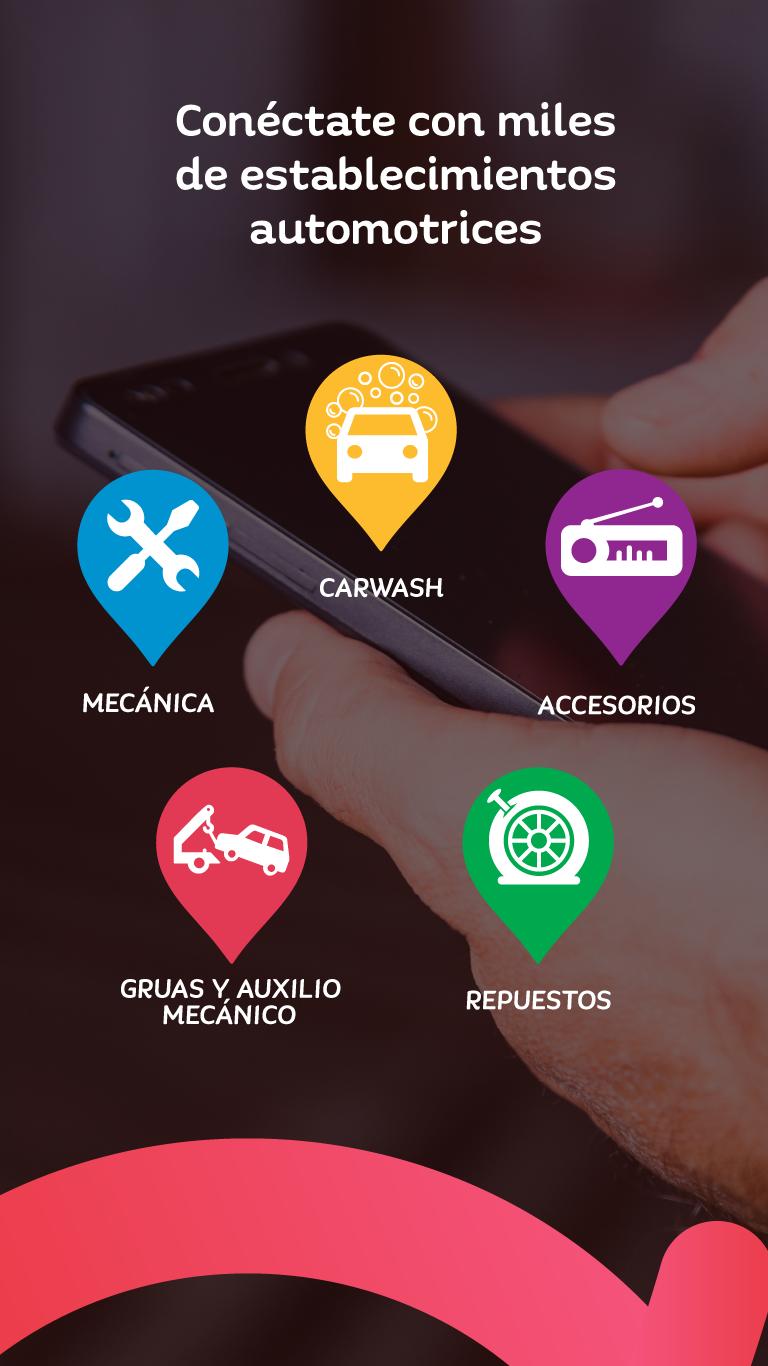 Conéctate con miles
de establecimientos
automotrices
CARWASH
MECÁNICA
ACCESORIOS
GRUAS Y AUXILIO
MECÁNICO
REPUESTOS